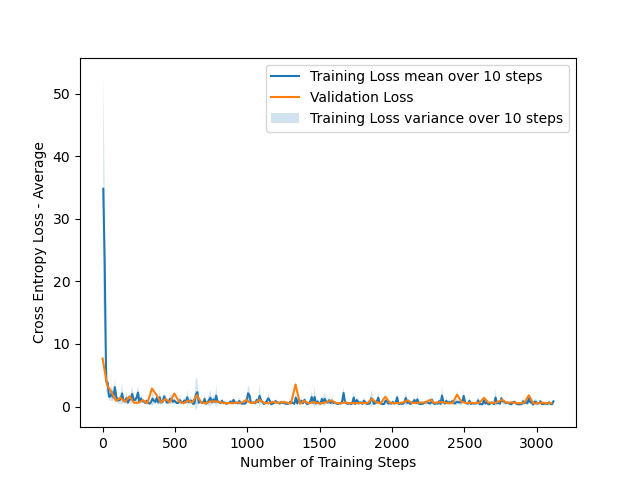 Training Loss mean over 10 steps
Validation Loss
Training Loss variance over 10 steps
Cross Entropy Loss - Average
50
40
30
20
10
0
0 500 1000 1500 2000 2500 3000
Number of Training Steps